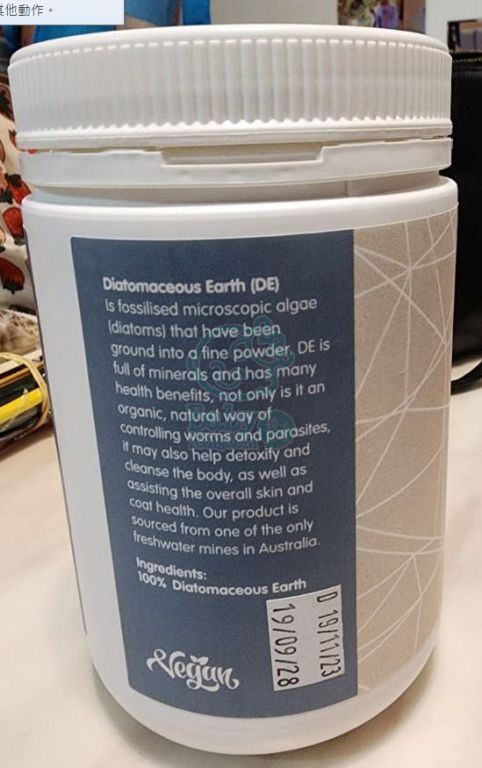 其他動作。
Diatomaceous Earth (DE)
Is fossilised microscopic algae
(diatoms) that have been
ground into a fine powder, DE is
full of minerals and has many
health benefits, not only is it an
organic, natural way of
controlling worms and parasites,
it may also help detoxify and
cleanse the body, as well as
assisting the overall skin and
coat health. Our product is
sourced from one of the only
freshwater mines in Australia.
Ingredients:
100% Diatomaceous Earth
D 19/11/23
19/09/28
Vegan